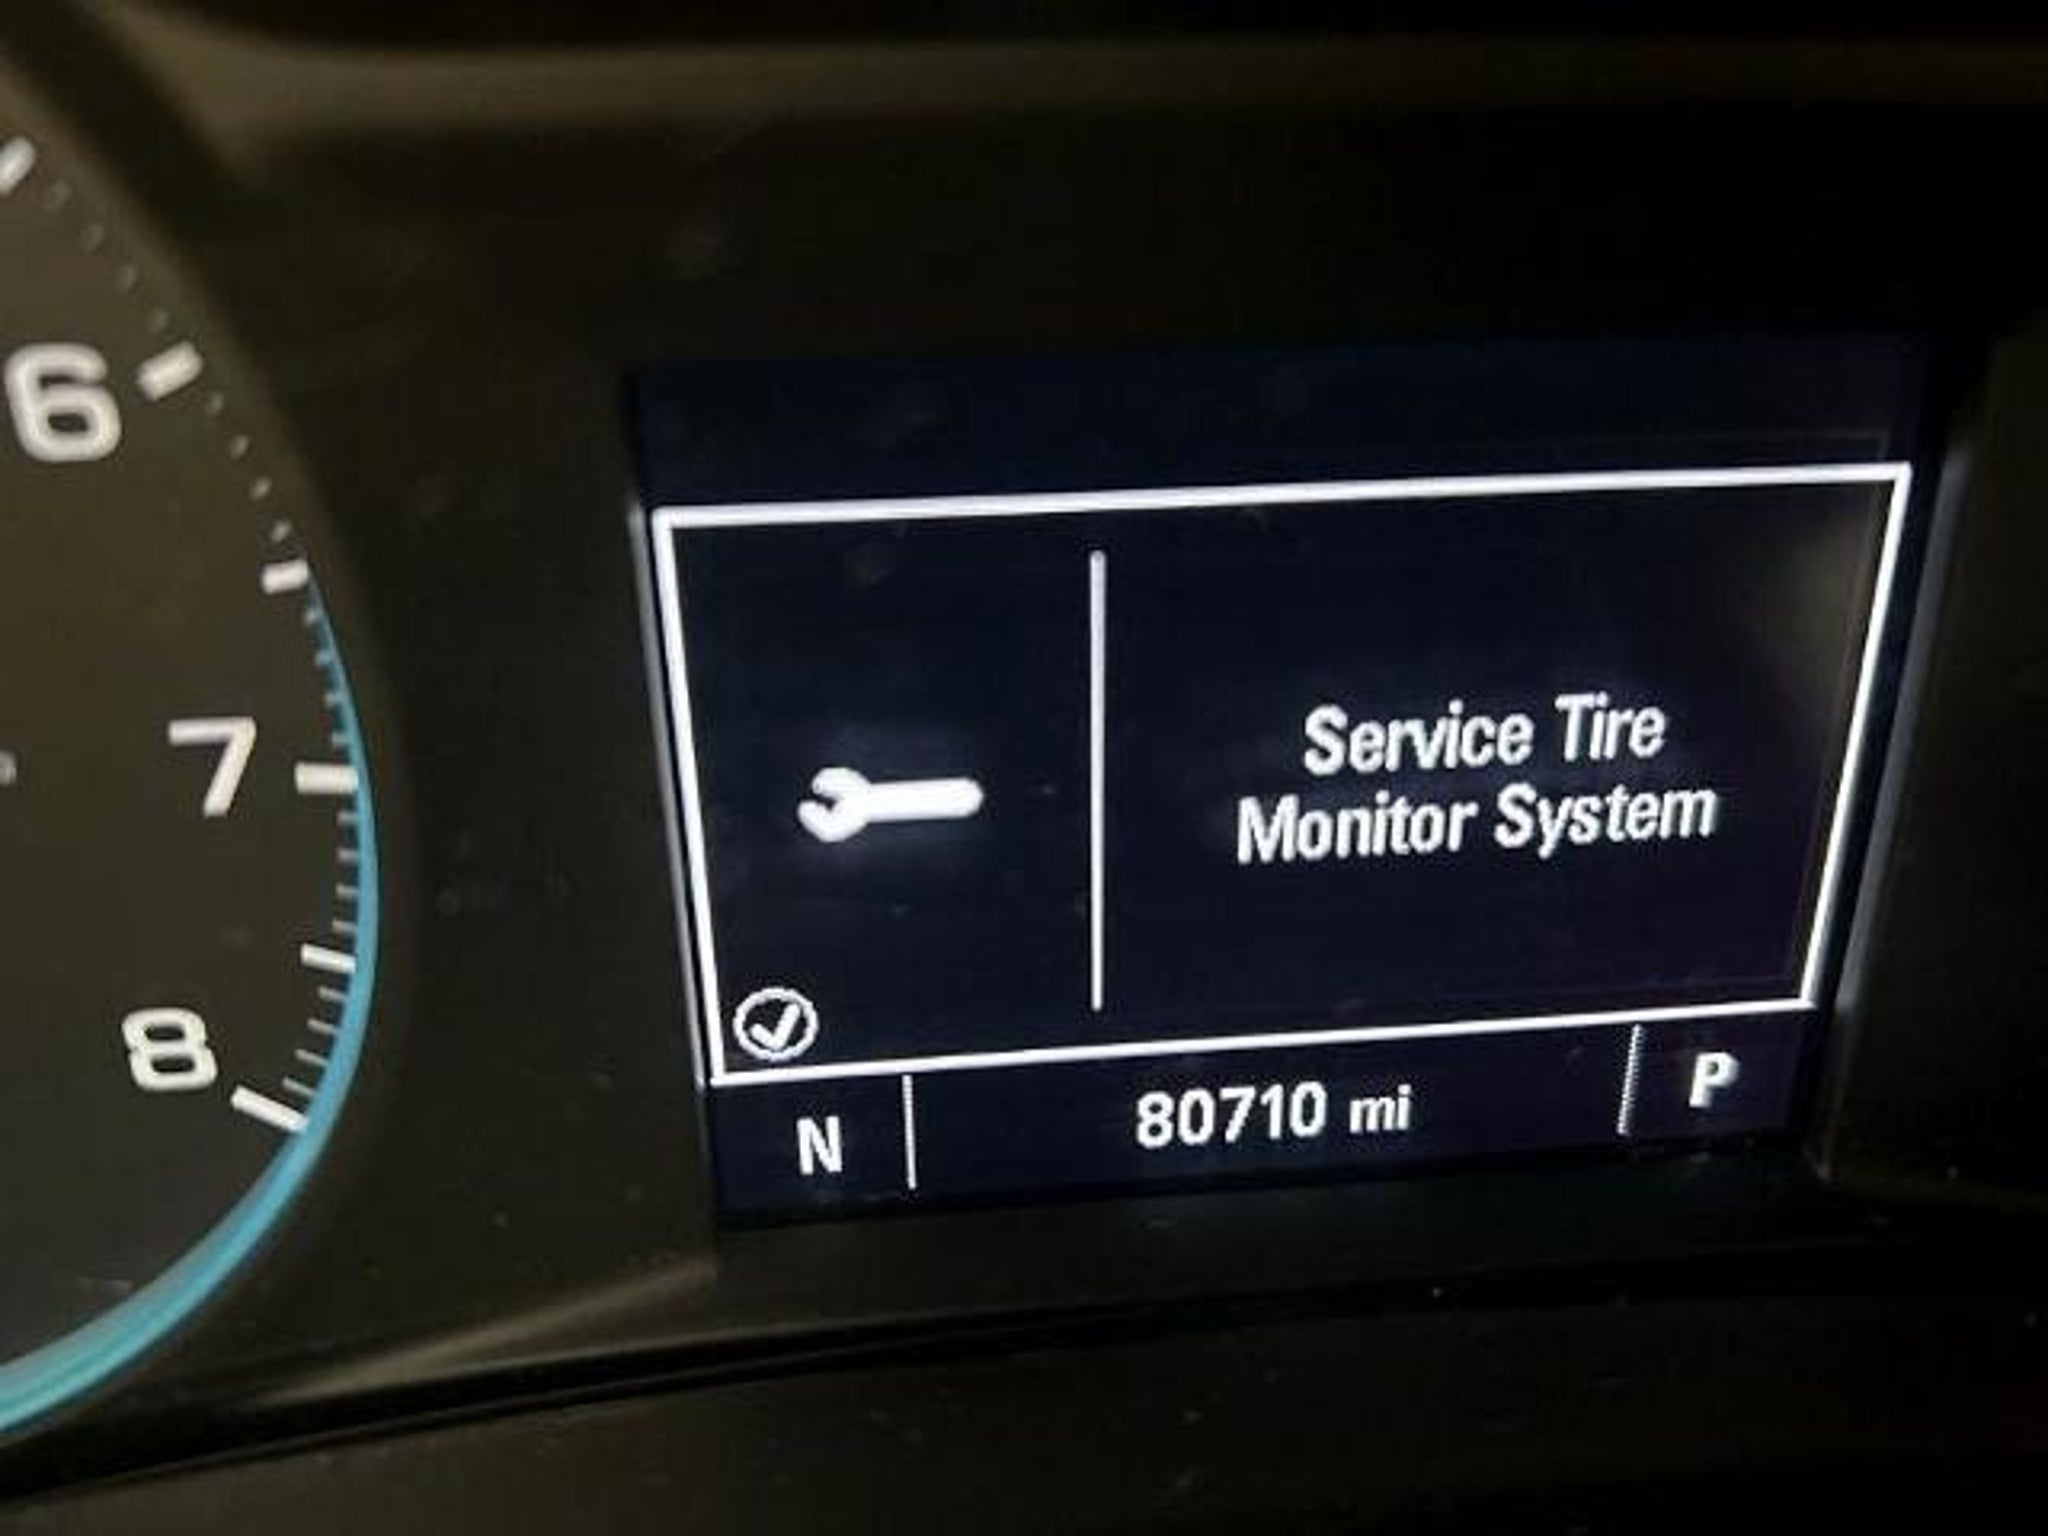 6
7
8
Service Tire
Monitor System
N
80710 mi
P